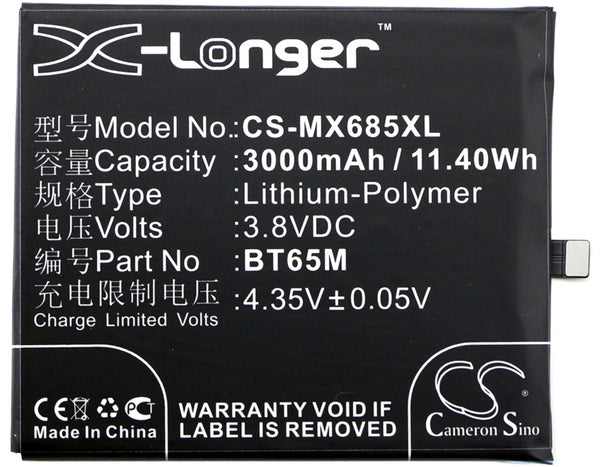 X-Longer™
型号Model No.:CS-MX685XL
容量Capacity :3000mAh / 11.40Wh
规格Type :Lithium-Polymer
电压Volts :3.8VDC
编号Part No :BT65M
充电限制电压 :4.35V±0.05V
Charge Limited Volts
CE PCT
Made In China
WARRANTY VOID IF
LABEL IS REMOVED
CS
Cameron Sino